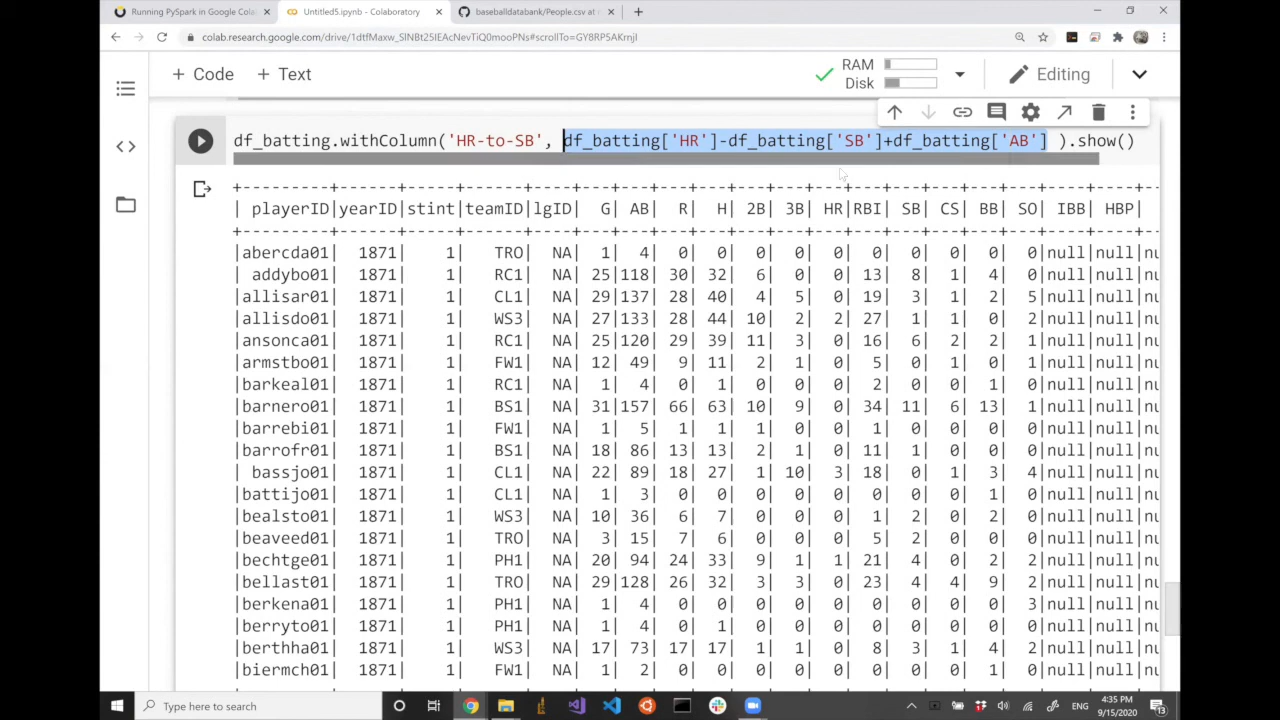 Running PySpark in Google Cola
Untitled5.ipynb - Colaboratory
baseballdatabank/People.csv at
colab.research.google.com/drive/1dtfMaxw_SINBt25IEAcNevTiQ0mooPNs#scrollTo=GY8RP5AKrnjI
+ Code + Text
RAM
Disk
Editing
df_batting.withColumn('HR-to-SB', df_batting['HR']-df_batting['SB']+df_batting['AB'] ).show()
+---------+------+-----+------+----+---+---+---+---+---+---+---+---+---+---+---+---+----+----+--
| playerID|yearID|stint|teamID|lgID| G| AB| R| H| 2B| 3B| HR|RBI| SB| CS| BB| SO| IBB| HBP|
+---------+------+-----+------+----+---+---+---+---+---+---+---+---+---+---+---+---+----+----+--
|abercda01| 1871| 1| TRO| NA| 1| 4| 0| 0| 0| 0| 0| 0| 0| 0| 0| 0|null|null|nu
| addybo01| 1871| 1| RC1| NA| 25|118| 30| 32| 6| 0| 0| 13| 8| 1| 4| 0|null|null|nu
|allisar01| 1871| 1| CL1| NA| 29|137| 28| 40| 4| 5| 0| 19| 3| 1| 2| 5|null|null|nu
|allisdo01| 1871| 1| WS3| NA| 27|133| 28| 44| 10| 2| 2| 27| 1| 1| 0| 2|null|null|nu
|ansonca01| 1871| 1| RC1| NA| 25|120| 29| 39| 11| 3| 0| 16| 6| 2| 2| 1|null|null|nu
|armstbo01| 1871| 1| FW1| NA| 12| 49| 9| 11| 2| 1| 0| 5| 0| 1| 0| 1|null|null|nu
|barkeal01| 1871| 1| RC1| NA| 1| 4| 0| 1| 0| 0| 0| 2| 0| 0| 1| 0|null|null|nu
|barnero01| 1871| 1| BS1| NA| 31|157| 66| 63| 10| 9| 0| 34| 11| 6| 13| 1|null|null|nu
|barrebi01| 1871| 1| FW1| NA| 1| 5| 1| 1| 1| 0| 0| 1| 0| 0| 0| 0|null|null|nu
|barrofr01| 1871| 1| BS1| NA| 18| 86| 13| 13| 2| 1| 0| 11| 1| 0| 0| 0|null|null|nu
| bassjo01| 1871| 1| CL1| NA| 22| 89| 18| 27| 1| 10| 3| 18| 0| 1| 3| 4|null|null|nu
|battijo01| 1871| 1| CL1| NA| 1| 3| 0| 0| 0| 0| 0| 0| 0| 0| 1| 0|null|null|nu
|bealsto01| 1871| 1| WS3| NA| 10| 36| 6| 7| 0| 0| 0| 1| 2| 0| 2| 0|null|null|nu
|beaveed01| 1871| 1| TRO| NA| 3| 15| 7| 6| 0| 0| 0| 5| 2| 0| 0| 0|null|null|nu
|bechtge01| 1871| 1| PH1| NA| 20| 94| 24| 33| 9| 1| 1| 21| 4| 0| 2| 2|null|null|nu
|bellast01| 1871| 1| TRO| NA| 29|128| 26| 32| 3| 3| 0| 23| 4| 4| 9| 2|null|null|nu
|berkena01| 1871| 1| PH1| NA| 1| 4| 0| 0| 0| 0| 0| 0| 0| 0| 0| 3|null|null|nu
|berryto01| 1871| 1| PH1| NA| 1| 4| 0| 1| 0| 0| 0| 0| 0| 0| 0| 0|null|null|nu
|berthha01| 1871| 1| WS3| NA| 17| 73| 17| 17| 1| 1| 0| 8| 3| 1| 4| 2|null|null|nu
|biermch01| 1871| 1| FW1| NA| 1| 2| 0| 0| 0| 0| 0| 0| 0| 0| 1| 0|null|null|nu
Type here to search
ENG
4:35 PM
9/15/2020
13